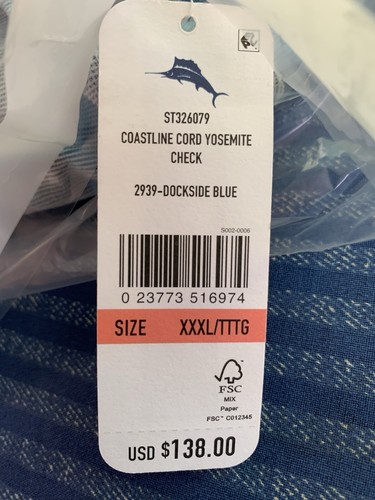 ST326079
COASTLINE CORD YOSEMITE
CHECK
2939-DOCKSIDE BLUE
S002-0006
0 23773 516974
SIZE XXXL/TTTG
FSC
MIX
Paper
FSC® C012345
USD $138.00